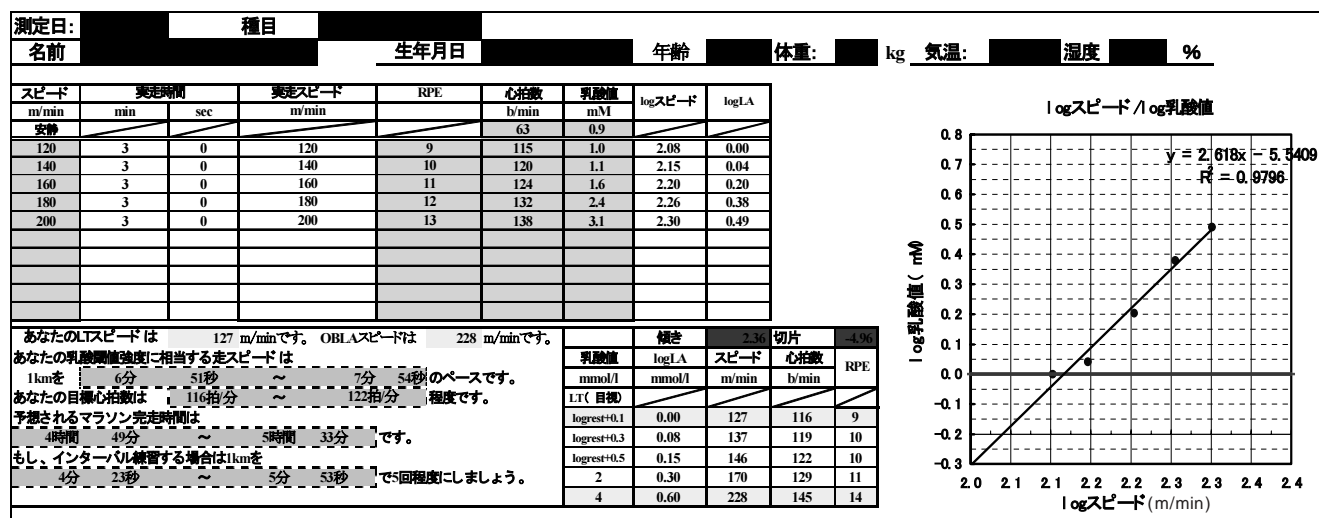 測定日: 種目
名前 生年月日 年齢 体重: kg 気温: 湿度 %
スピード 実走時間 実走スピード RPE 心拍数 乳酸値 logスピード logLA
m/min min sec m/min b/min mM
安静 63 0.9
120 3 0 120 9 115 1.0 2.08 0.00
140 3 0 140 10 120 1.1 2.15 0.04
160 3 0 160 11 124 1.6 2.20 0.20
180 3 0 180 12 132 2.4 2.26 0.38
200 3 0 200 13 138 3.1 2.30 0.49
あなたのLTスピードは 127 m/minです。 OBLAスピードは 228 m/minです。
あなたの乳酸閾値強度に相当する走スピードは
1kmを 6分 51秒 ～ 7分 54秒 のペースです。
あなたの目標心拍数は 116拍/分 ～ 122拍/分 程度です。
予想されるマラソン完走時間は
4時間 49分 ～ 5時間 33分 です。
もし、インターバル練習する場合は1kmを
4分 23秒 ～ 5分 53秒 で5回程度にしましょう。
傾き 2.36 切片 -4.96
乳酸値 logLA スピード 心拍数 RPE
mmol/l mmol/l m/min b/min
LT(目視)
logrest+0.1 0.00 127 116 9
logrest+0.3 0.08 137 119 10
logrest+0.5 0.15 146 122 10
2 0.30 170 129 11
4 0.60 228 145 14
logスピード/log乳酸値
y = 2.618x - 5.5409
R² = 0.9796
log乳酸値( mM)
0.8
0.7
0.6
0.5
0.4
0.3
0.2
0.1
0.0
-0.1
-0.2
-0.3
2.0 2.1 2.1 2.2 2.2 2.3 2.3 2.4 2.4
logスピード(m/min)